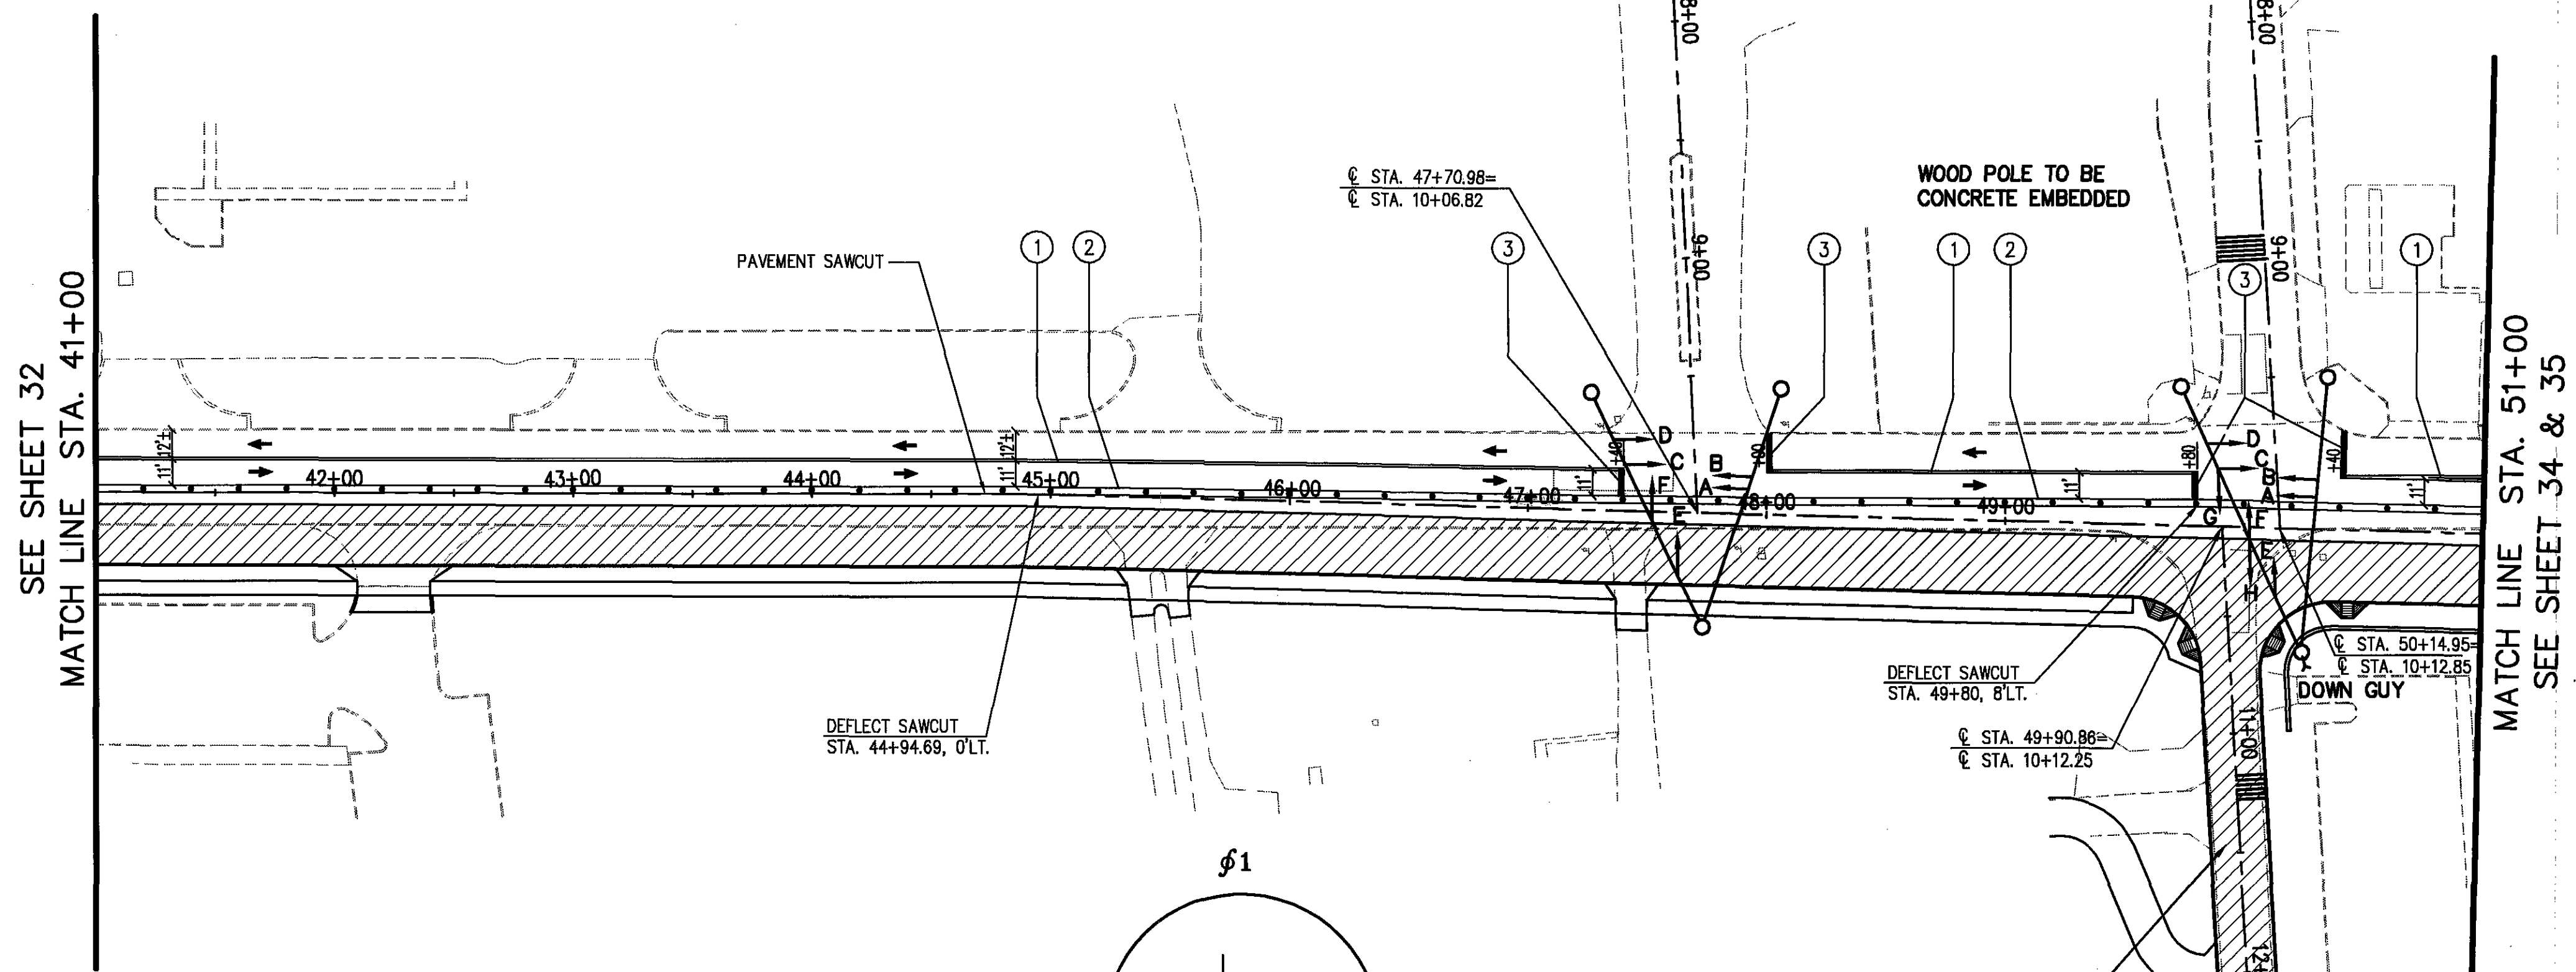 SEE SHEET 32
MATCH LINE STA. 41+00
8+00
8+00
℄ STA. 47+70.98=
℄ STA. 10+06.82
WOOD POLE TO BE
CONCRETE EMBEDDED
PAVEMENT SAWCUT
1
2
3
9+00
3
1
2
9+00
3
1
12'±
11'
12'±
11'
42+00
43+00
44+00
45+00
46+00
47+00
48+00
49+00
+40
11'
D
C
F
E
B
A
+90
11'
+80
D
C
B
A
G
F
E
H
+40
11'
℄ STA. 50+14.95=
℄ STA. 10+12.85
DOWN GUY
DEFLECT SAWCUT
STA. 49+80, 8'LT.
DEFLECT SAWCUT
STA. 44+94.69, 0'LT.
℄ STA. 49+90.86=
℄ STA. 10+12.25
11+00
12+
∮1
MATCH LINE STA. 51+00
SEE SHEET 34 & 35